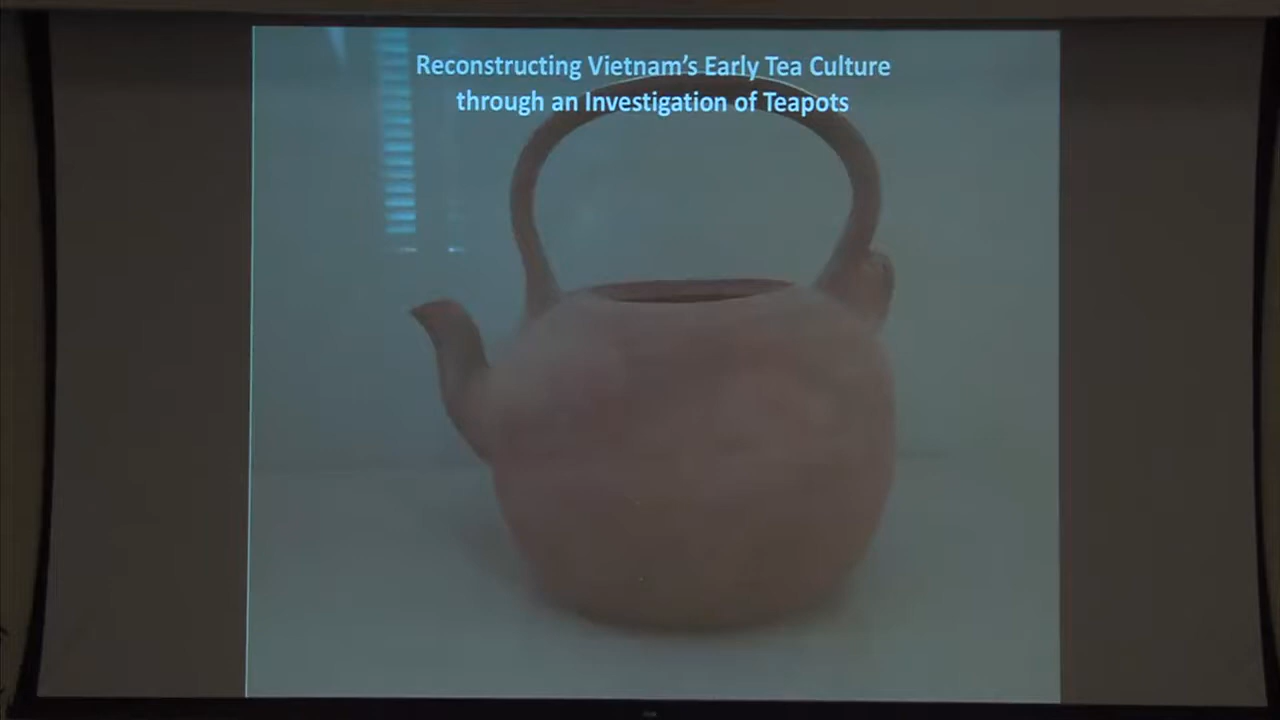 Reconstructing Vietnam's Early Tea Culture
through an Investigation of Teapots